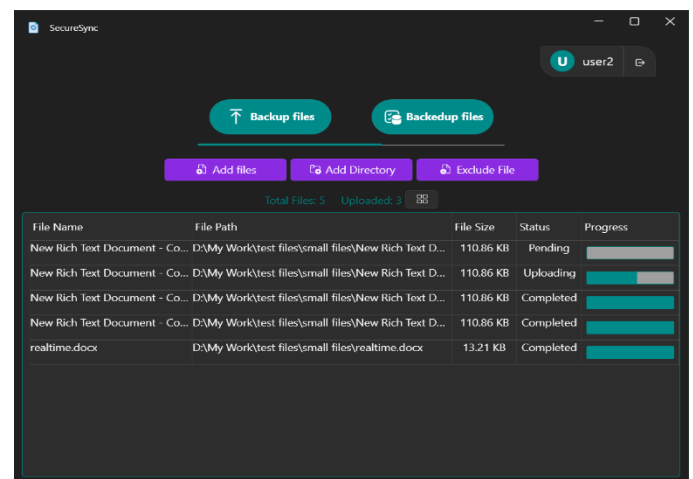 SecureSync
U user2
Backup files Backedup files
Add files Add Directory Exclude File
Total Files: 5 Uploaded: 3
File Name File Path File Size Status Progress
New Rich Text Document - Co... D:\My Work\test files\small files\New Rich Text D... 110.86 KB Pending
New Rich Text Document - Co... D:\My Work\test files\small files\New Rich Text D... 110.86 KB Uploading
New Rich Text Document - Co... D:\My Work\test files\small files\New Rich Text D... 110.86 KB Completed
New Rich Text Document - Co... D:\My Work\test files\small files\New Rich Text D... 110.86 KB Completed
realtime.docx D:\My Work\test files\small files\realtime.docx 13.21 KB Completed